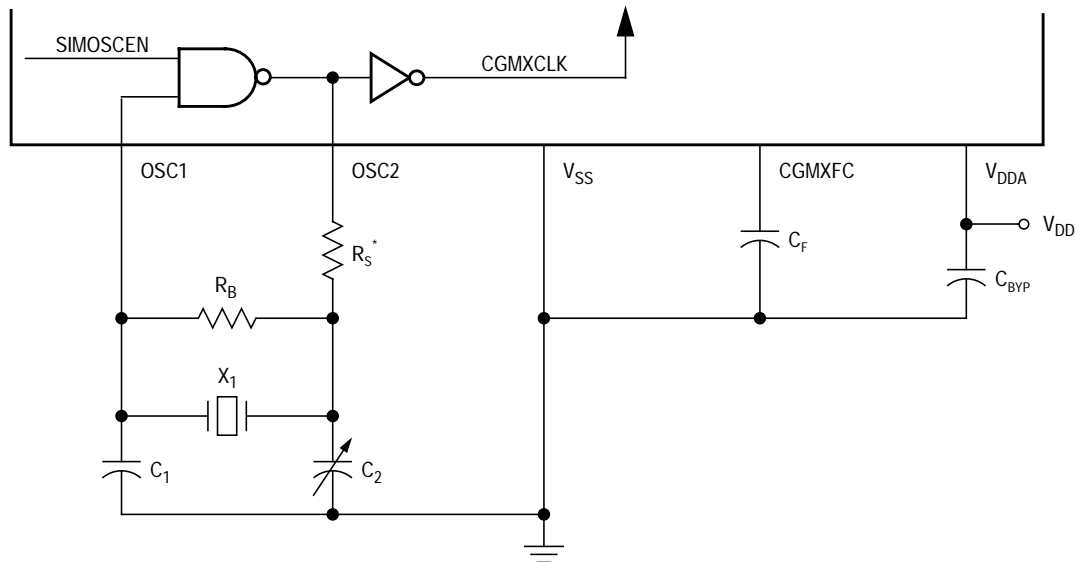 SIMOSCEN
CGMXCLK
OSC1
OSC2
VSS
CGMXFC
VDDA
VDD
RS*
CF
CBYP
RB
X1
C1
C2